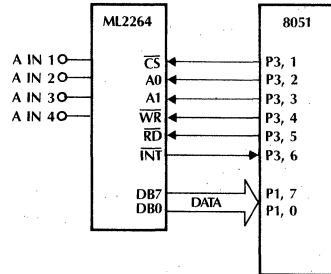 ML2264 8051
A IN 1 CS P3, 1
A IN 2 A0 P3, 2
A IN 3 A1 P3, 3
A IN 4 WR P3, 4
RD P3, 5
INT P3, 6
DB7 DATA P1, 7
DB0 P1, 0